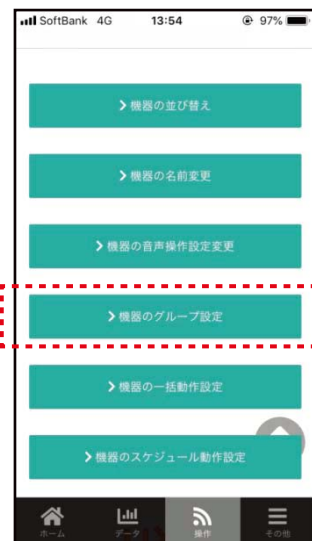 SoftBank 4G 13:54 97%
機器の並び替え
機器の名前変更
機器の音声操作設定変更
機器のグループ設定
機器の一括動作設定
機器のスケジュール動作設定
ホーム データ 操作 その他